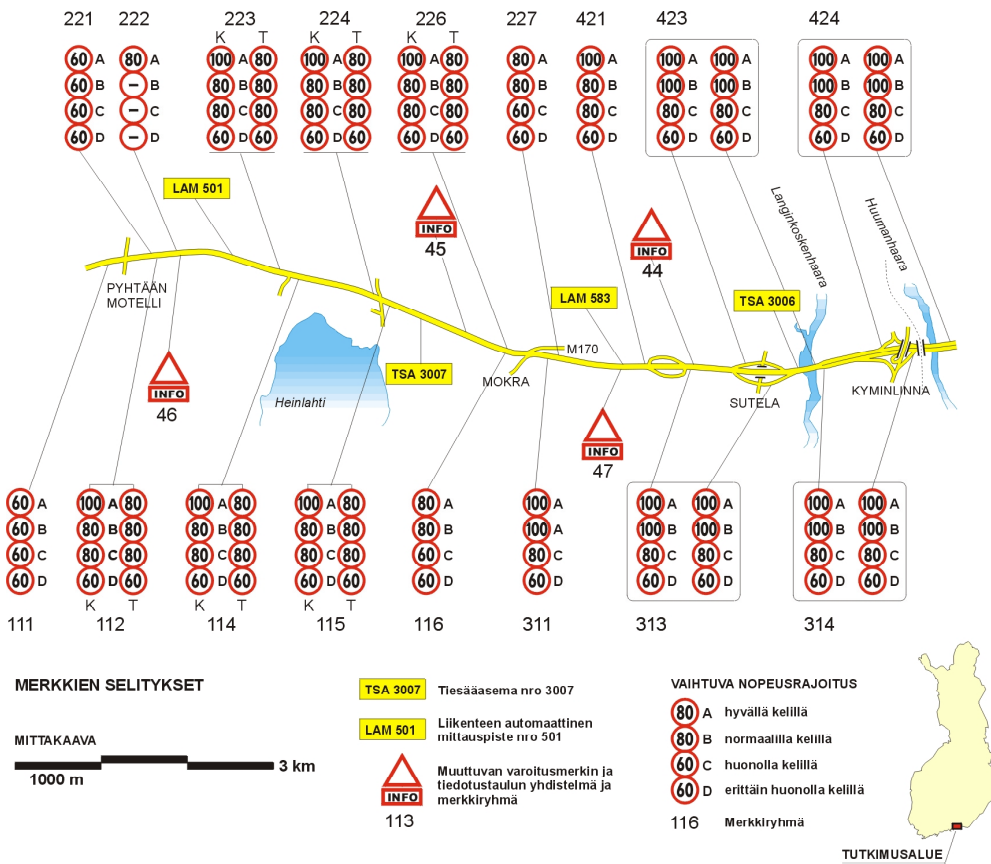 221 222 223 224 226 227 421 423 424
K T K T K T
60 A 80 A 100 A 80 100 A 80 100 A 80 80 A 100 A 100 A 100 A 100 A 100 A
60 B – B 80 B 80 80 B 80 80 B 80 80 B 80 B 100 B 100 B 100 B 100 B
60 C – C 80 C 80 80 C 80 80 C 80 60 C 80 C 80 C 80 C 80 C 80 C
60 D – D 60 D 60 60 D 60 60 D 60 60 D 60 D 60 D 60 D 60 D 60 D
LAM 501
INFO
45
INFO
44
Langinkoskenhaara
Huumanhaara
PYHTÄÄN
MOTELLI
LAM 583
TSA 3006
M170
MOKRA
TSA 3007
Heinlahti
INFO
46
SUTELA
KYMINLINNA
INFO
47
60 A 100 A 80 100 A 80 100 A 80 80 A 100 A 100 A 100 A 100 A 100 A
60 B 80 B 80 80 B 80 80 B 80 80 B 100 A 100 B 100 B 100 B 100 B
60 C 80 C 80 80 C 80 80 C 80 60 C 80 C 80 C 80 C 80 C 80 C
60 D 60 D 60 60 D 60 60 D 60 60 D 60 D 60 D 60 D 60 D 60 D
K T K T K T
111 112 114 115 116 311 313 314
MERKKIEN SELITYKSET
MITTAKAAVA
1000 m
3 km
TSA 3007 Tiesääasema nro 3007
LAM 501 Liikenteen automaattinen
mittauspiste nro 501
INFO
113
Muuttuvan varoitusmerkin ja
tiedotustaulun yhdistelmä ja
merkkiryhmä
VAIHTUVA NOPEUSRAJOITUS
80 A hyvällä kelillä
80 B normaalilla kelilla
60 C huonolla kelillä
60 D erittäin huonolla kelillä
116 Merkkiryhmä
TUTKIMUSALUE